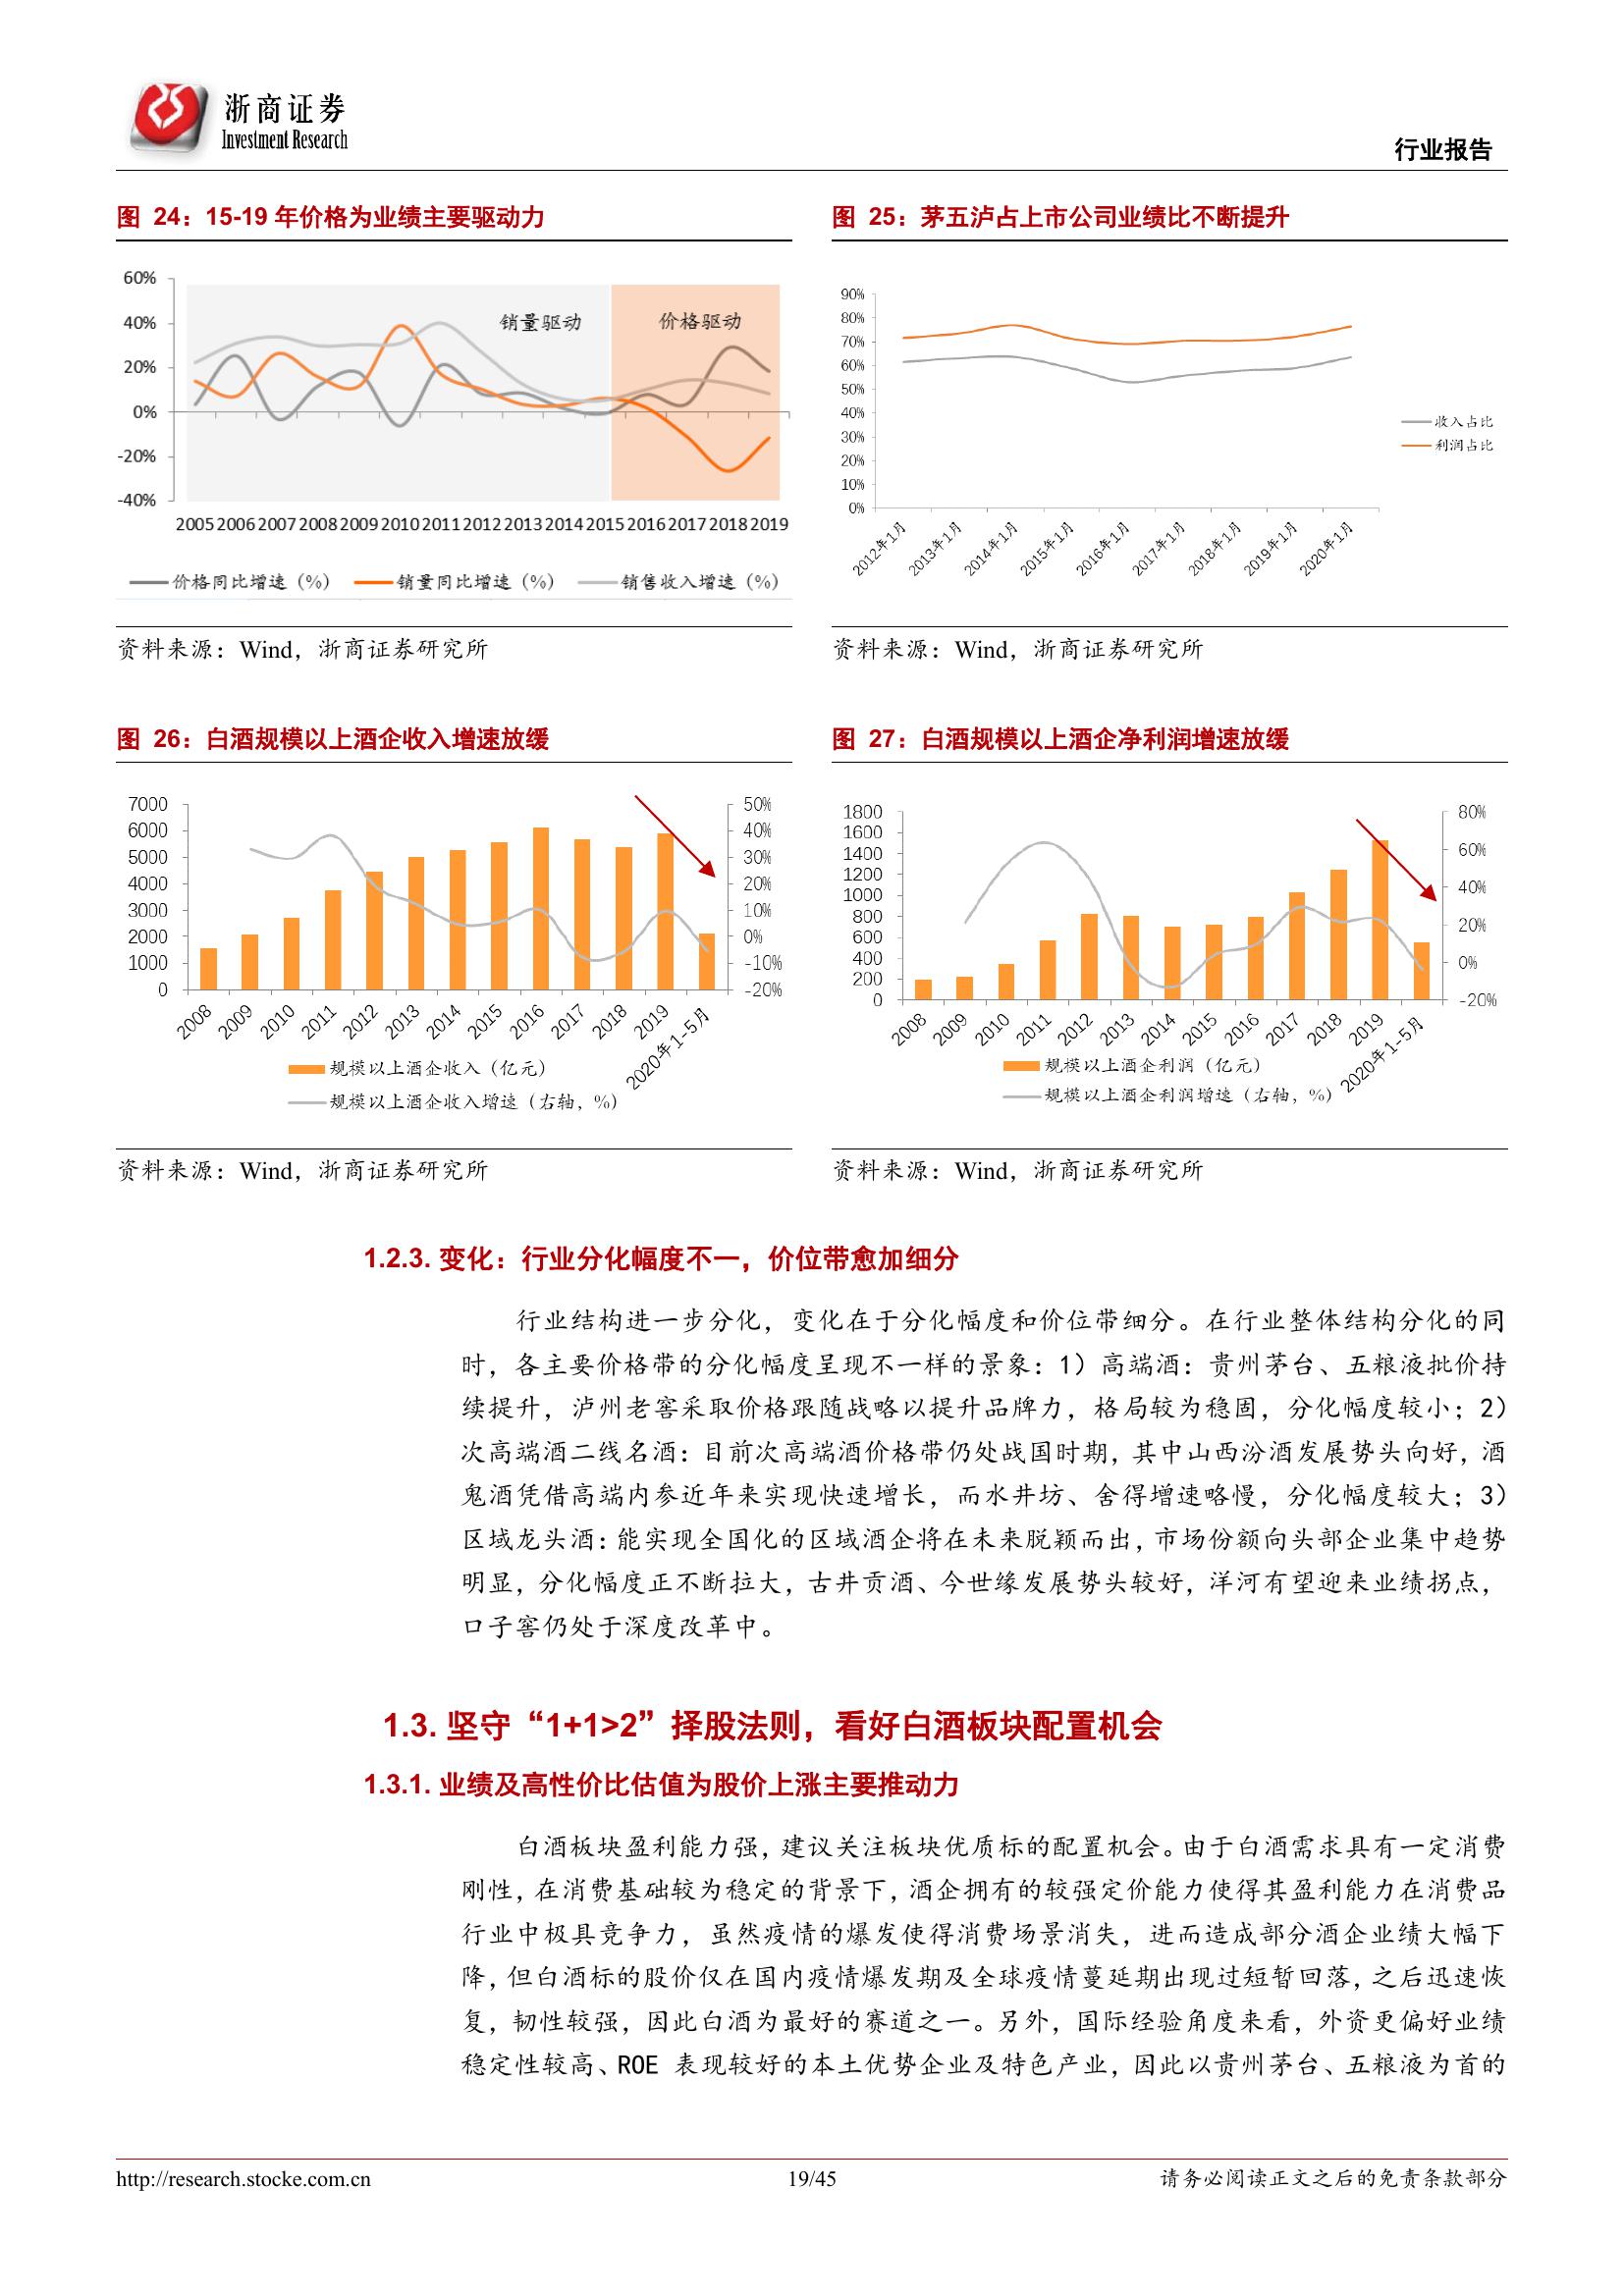 浙商证券
Investment Research
行业报告
图 24：15-19 年价格为业绩主要驱动力
60%
40%
20%
0%
-20%
-40%
销量驱动
价格驱动
2005 2006 2007 2008 2009 2010 2011 2012 2013 2014 2015 2016 2017 2018 2019
价格同比增速（%） 销量同比增速（%） 销售收入增速（%）
资料来源：Wind，浙商证券研究所
图 25：茅五泸占上市公司业绩比不断提升
90%
80%
70%
60%
50%
40%
30%
20%
10%
0%
2012年1月 2013年1月 2014年1月 2015年1月 2016年1月 2017年1月 2018年1月 2019年1月 2020年1月
收入占比
利润占比
资料来源：Wind，浙商证券研究所
图 26：白酒规模以上酒企收入增速放缓
7000
6000
5000
4000
3000
2000
1000
0
50%
40%
30%
20%
10%
0%
-10%
-20%
2008 2009 2010 2011 2012 2013 2014 2015 2016 2017 2018 2019 2020年1-5月
规模以上酒企收入（亿元）
规模以上酒企收入增速（右轴，%）
资料来源：Wind，浙商证券研究所
图 27：白酒规模以上酒企净利润增速放缓
1800
1600
1400
1200
1000
800
600
400
200
0
80%
60%
40%
20%
0%
-20%
2008 2009 2010 2011 2012 2013 2014 2015 2016 2017 2018 2019 2020年1-5月
规模以上酒企利润（亿元）
规模以上酒企利润增速（右轴，%）
资料来源：Wind，浙商证券研究所
1.2.3. 变化：行业分化幅度不一，价位带愈加细分
行业结构进一步分化，变化在于分化幅度和价位带细分。在行业整体结构分化的同
时，各主要价格带的分化幅度呈现不一样的景象：1）高端酒：贵州茅台、五粮液批价持
续提升，泸州老窖采取价格跟随战略以提升品牌力，格局较为稳固，分化幅度较小；2）
次高端酒二线名酒：目前次高端酒价格带仍处战国时期，其中山西汾酒发展势头向好，酒
鬼酒凭借高端内参近年来实现快速增长，而水井坊、舍得增速略慢，分化幅度较大；3）
区域龙头酒：能实现全国化的区域酒企将在未来脱颖而出，市场份额向头部企业集中趋势
明显，分化幅度正不断拉大，古井贡酒、今世缘发展势头较好，洋河有望迎来业绩拐点，
口子窖仍处于深度改革中。
1.3. 坚守“1+1>2”择股法则，看好白酒板块配置机会
1.3.1. 业绩及高性价比估值为股价上涨主要推动力
白酒板块盈利能力强，建议关注板块优质标的配置机会。由于白酒需求具有一定消费
刚性，在消费基础较为稳定的背景下，酒企拥有的较强定价能力使得其盈利能力在消费品
行业中极具竞争力，虽然疫情的爆发使得消费场景消失，进而造成部分酒企业绩大幅下
降，但白酒标的股价仅在国内疫情爆发期及全球疫情蔓延期出现过短暂回落，之后迅速恢
复，韧性较强，因此白酒为最好的赛道之一。另外，国际经验角度来看，外资更偏好业绩
稳定性较高、ROE 表现较好的本土优势企业及特色产业，因此以贵州茅台、五粮液为首的
http://research.stocke.com.cn
19/45
请务必阅读正文之后的免责条款部分